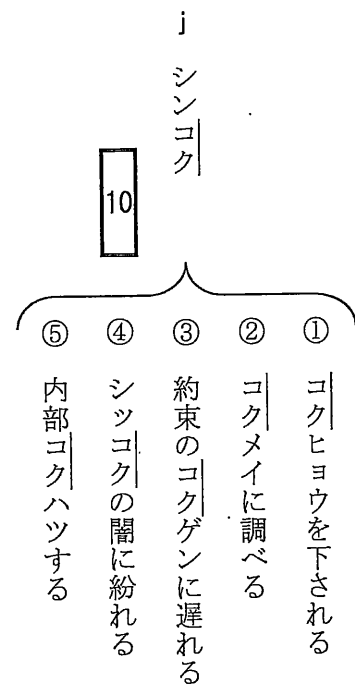 j　シンコク
10
① コクヒョウを下される
② コクメイに調べる
③ 約束のコクゲンに遅れる
④ シッコクの闇に紛れる
⑤ 内部コクハツする